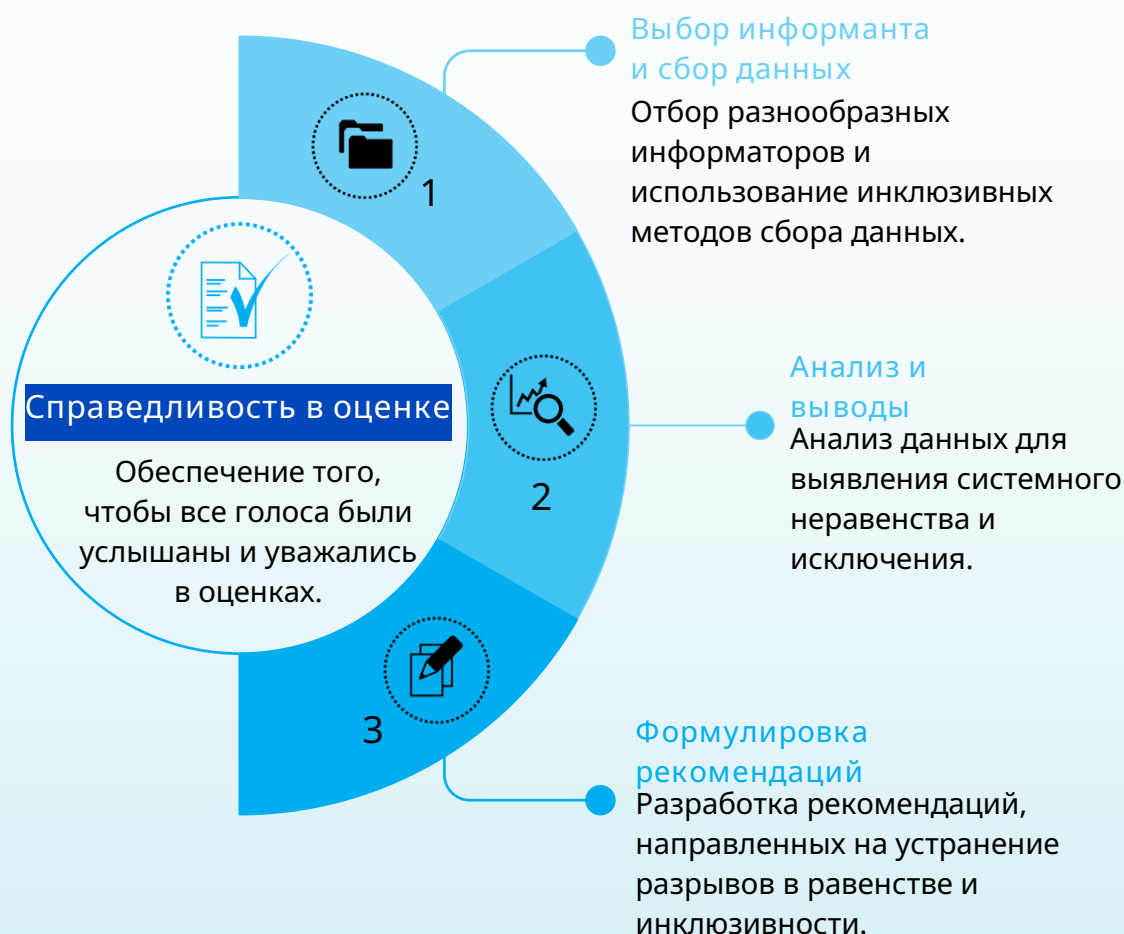 Выбор информанта
и сбор данных
Отбор разнообразных
информаторов и
использование инклюзивных
методов сбора данных.
1
Справедливость в оценке
Обеспечение того,
чтобы все голоса были
услышаны и уважались
в оценках.
2
Анализ и
выводы
Анализ данных для
выявления системного
неравенства и
исключения.
3
Формулировка
рекомендаций
Разработка рекомендаций,
направленных на устранение
разрывов в равенстве и
инклюзивности.